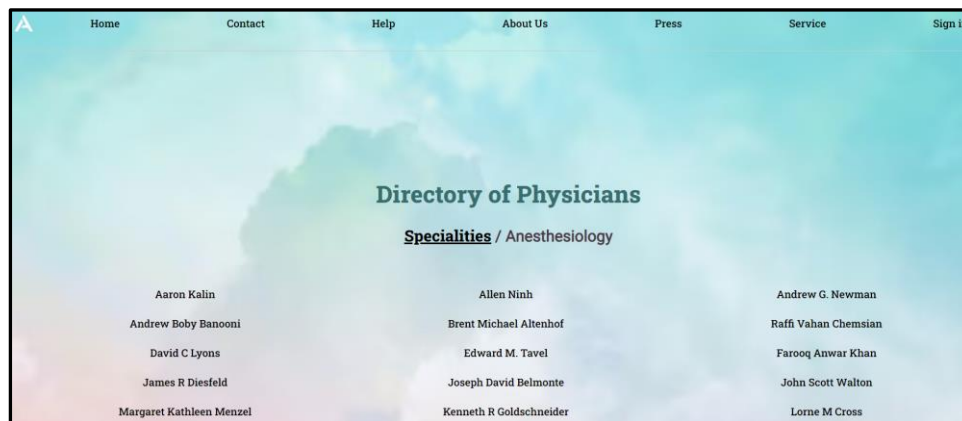 Home Contact Help About Us Press Service Sign i
Directory of Physicians
Specialities / Anesthesiology
Aaron Kalin Allen Ninh Andrew G. Newman
Andrew Boby Banooni Brent Michael Altenhof Raffi Vahan Chemsian
David C Lyons Edward M. Tavel Farooq Anwar Khan
James R Diesfeld Joseph David Belmonte John Scott Walton
Margaret Kathleen Menzel Kenneth R Goldschneider Lorne M Cross